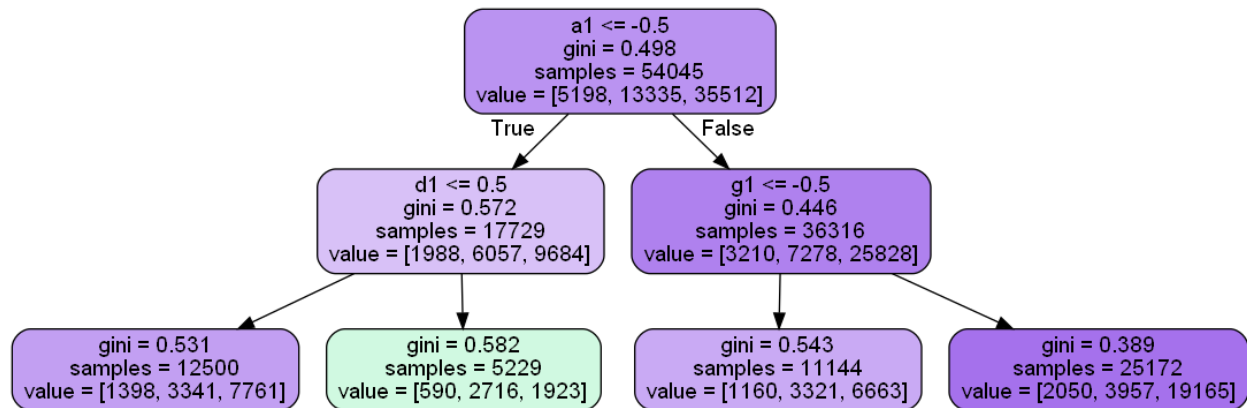 a1 <= -0.5
gini = 0.498
samples = 54045
value = [5198, 13335, 35512]
True
False
d1 <= 0.5
gini = 0.572
samples = 17729
value = [1988, 6057, 9684]
g1 <= -0.5
gini = 0.446
samples = 36316
value = [3210, 7278, 25828]
gini = 0.531
samples = 12500
value = [1398, 3341, 7761]
gini = 0.582
samples = 5229
value = [590, 2716, 1923]
gini = 0.543
samples = 11144
value = [1160, 3321, 6663]
gini = 0.389
samples = 25172
value = [2050, 3957, 19165]